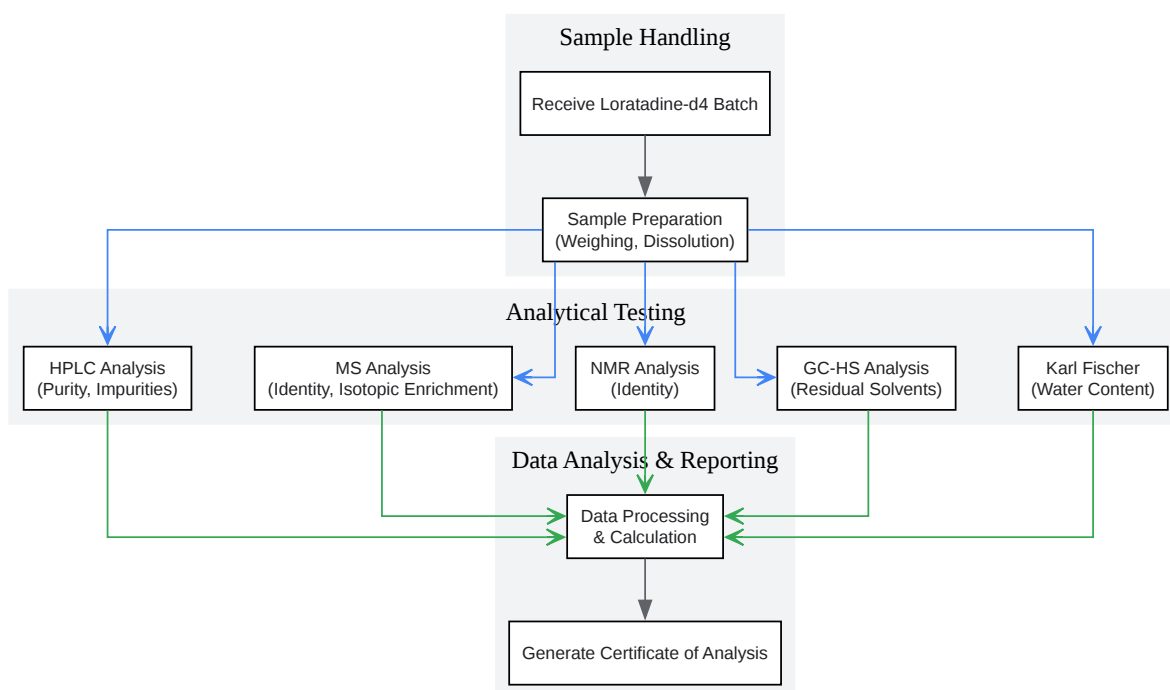 Sample Handling
Receive Loratadine-d4 Batch
Sample Preparation
(Weighing, Dissolution)
Analytical Testing
HPLC Analysis
(Purity, Impurities)
MS Analysis
(Identity, Isotopic Enrichment)
NMR Analysis
(Identity)
GC-HS Analysis
(Residual Solvents)
Karl Fischer
(Water Content)
Data Analysis & Reporting
Data Processing
& Calculation
Generate Certificate of Analysis